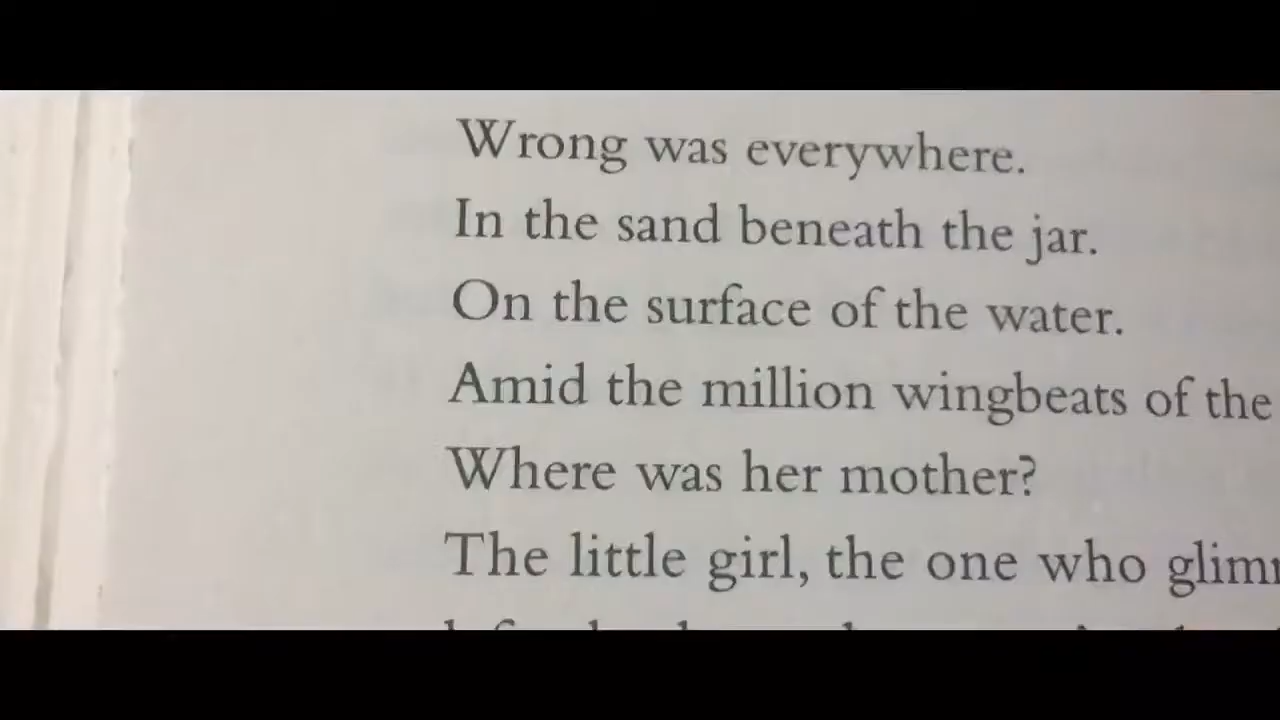 Wrong was everywhere.
In the sand beneath the jar.
On the surface of the water.
Amid the million wingbeats of the
Where was her mother?
The little girl, the one who